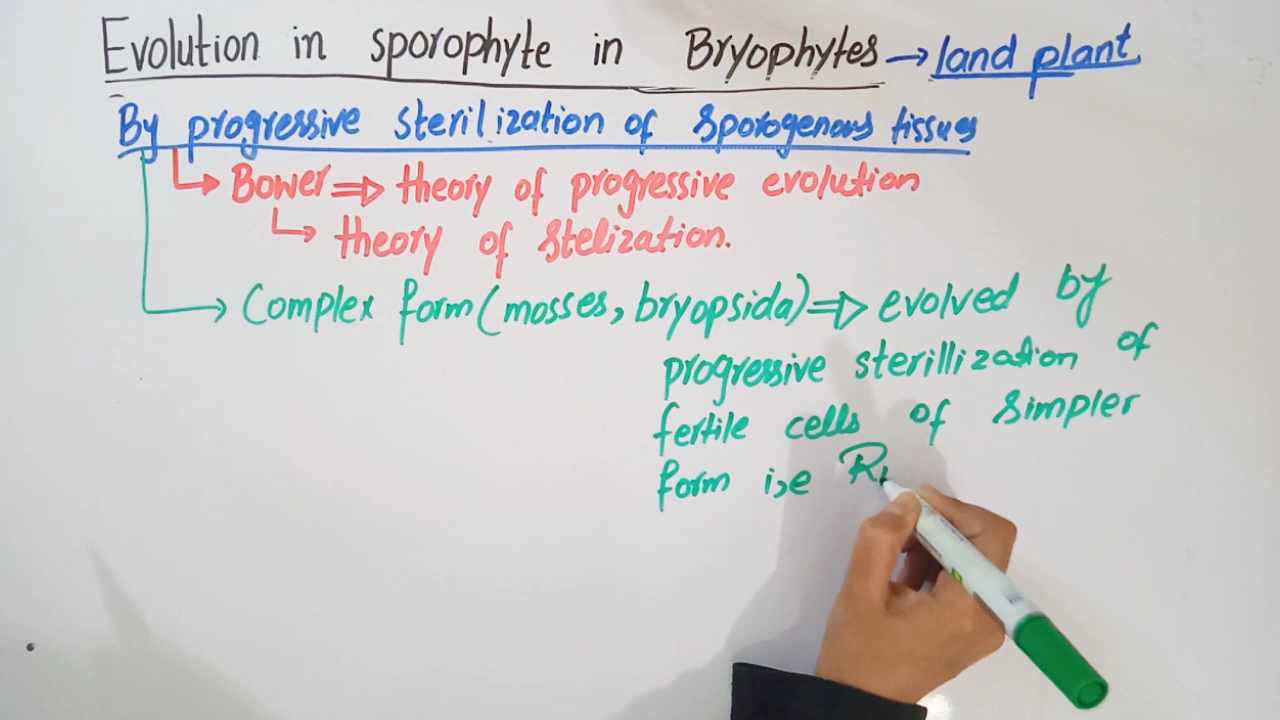 Evolution in sporophyte in Bryophytes → land plant
By progressive sterilization of sporogenous tissues
→ Bower ⇒ theory of progressive evolution
→ theory of stelization.
→ Complex form (mosses, bryopsida) ⇒ evolved by
progressive sterillization of
fertile cells of simpler
form i,e R